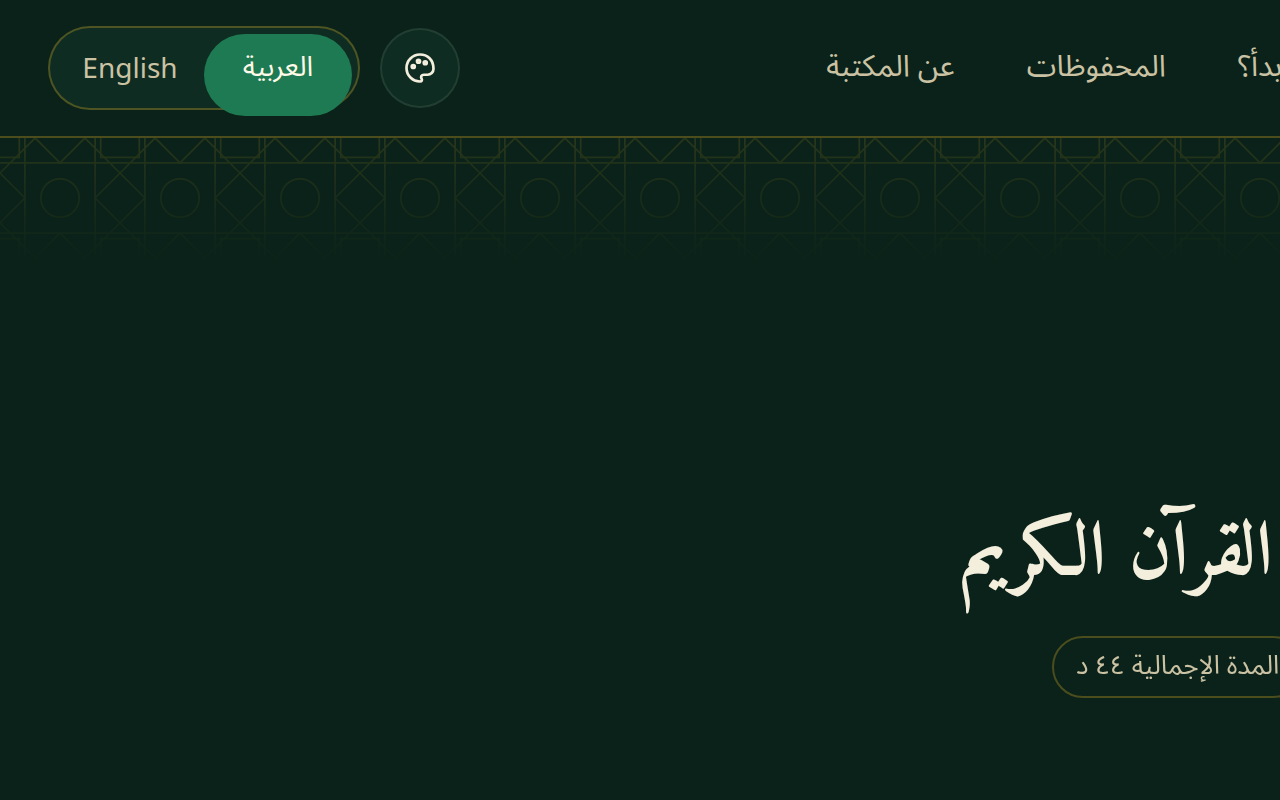 المحفوظات
عن المكتبة
العربية
English
القرآن الكريم
المدة الإجمالية ٤٤ د